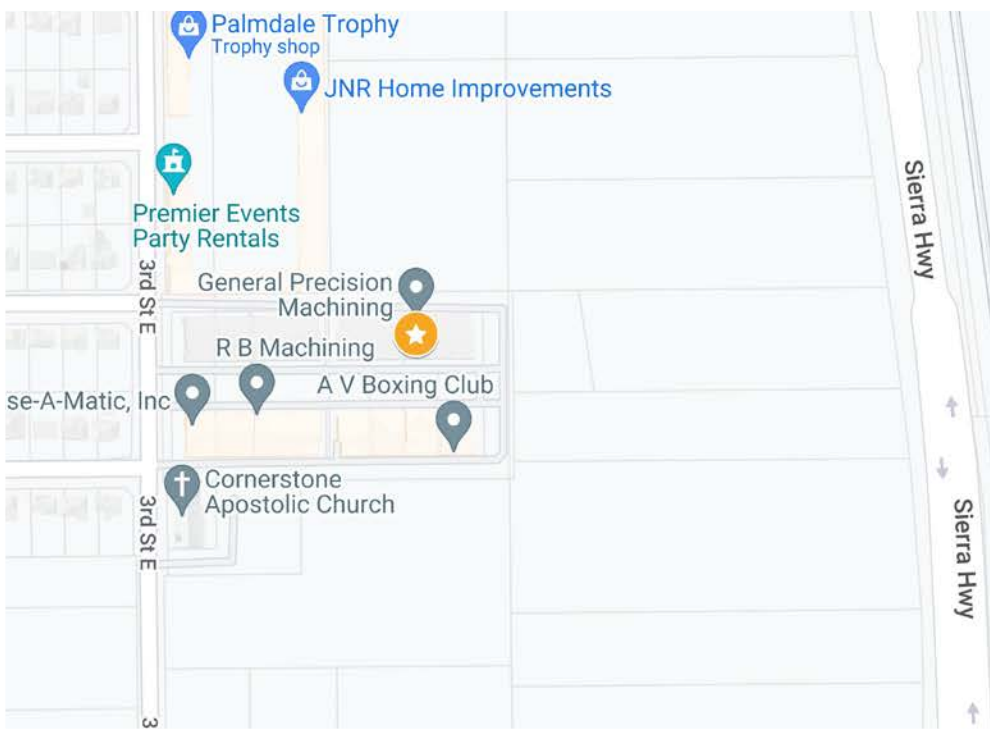 Palmdale Trophy
Trophy shop
JNR Home Improvements
Premier Events
Party Rentals
Sierra Hwy
3rd St E
General Precision
Machining
R B Machining
A V Boxing Club
se-A-Matic, Inc
Cornerstone
Apostolic Church
3rd St E
Sierra Hwy
3